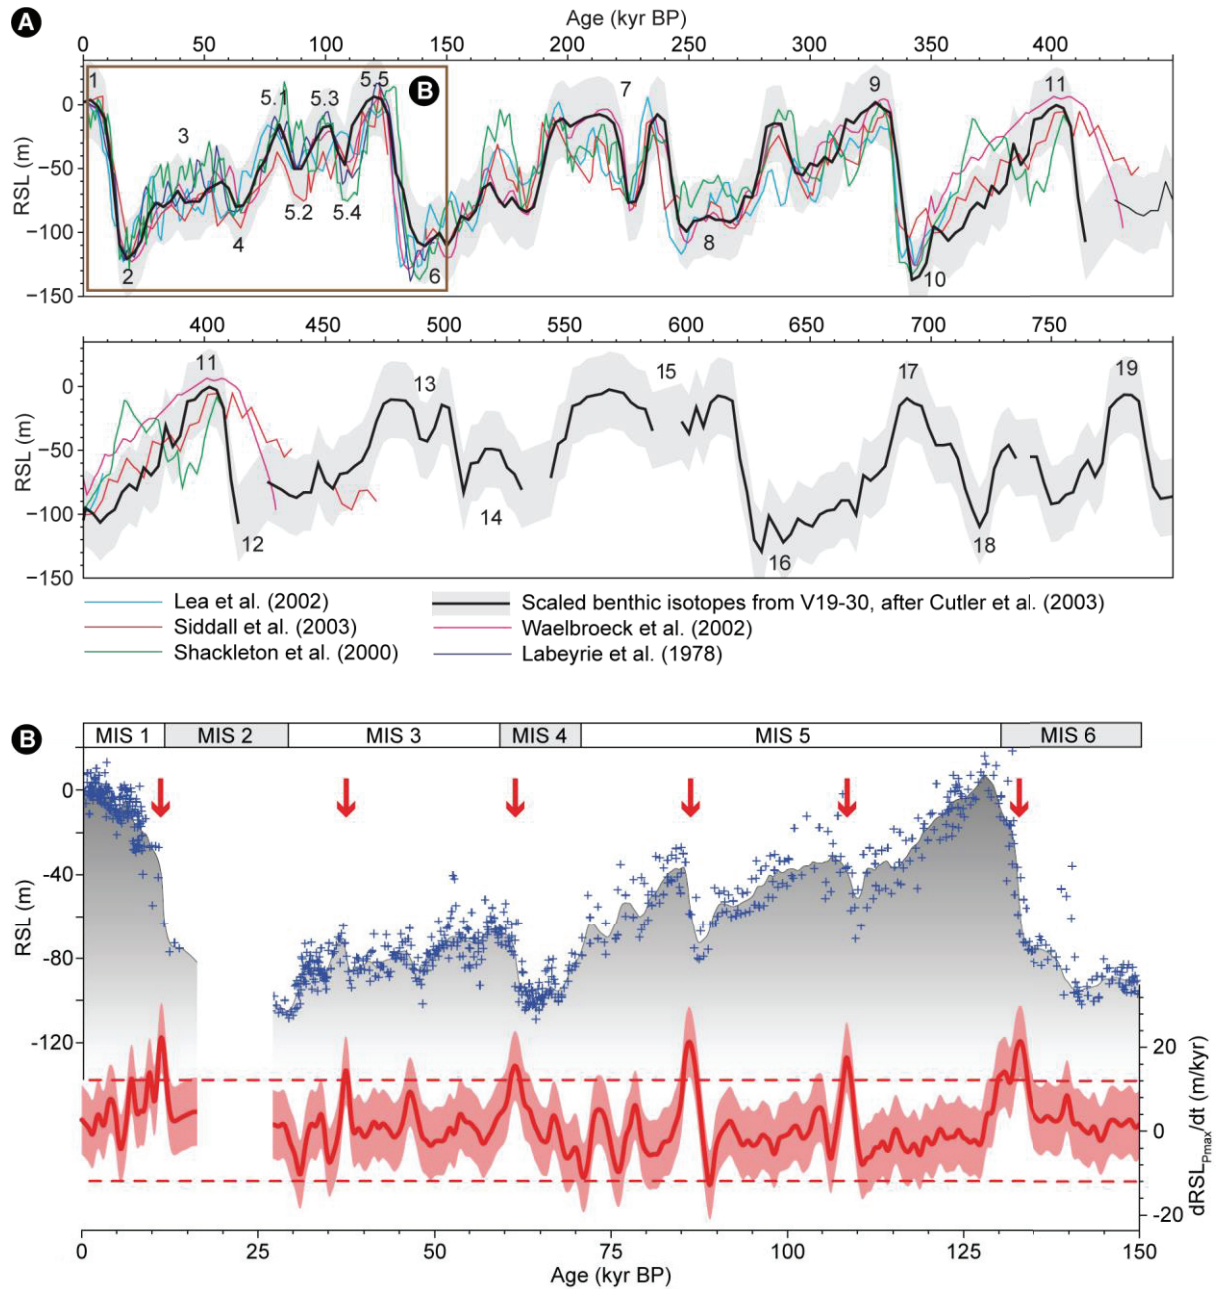 A
Age (kyr BP)
0 50 100 150 200 250 300 350 400
RSL (m)
0
−50
−100
−150
1 2 3 4 5.1 5.2 5.3 5.4 5.5 6 7 8 9 10 11
B
400 450 500 550 600 650 700 750
RSL (m)
0
−50
−100
−150
11 12 13 14 15 16 17 18 19
Lea et al. (2002)
Siddall et al. (2003)
Shackleton et al. (2000)
Scaled benthic isotopes from V19-30, after Cutler et al. (2003)
Waelbroeck et al. (2002)
Labeyrie et al. (1978)
B
MIS 1 MIS 2 MIS 3 MIS 4 MIS 5 MIS 6
RSL (m)
0
-40
-80
-120
20
0
-20
dRSLPmax/dt (m/kyr)
0 25 50 75 100 125 150
Age (kyr BP)